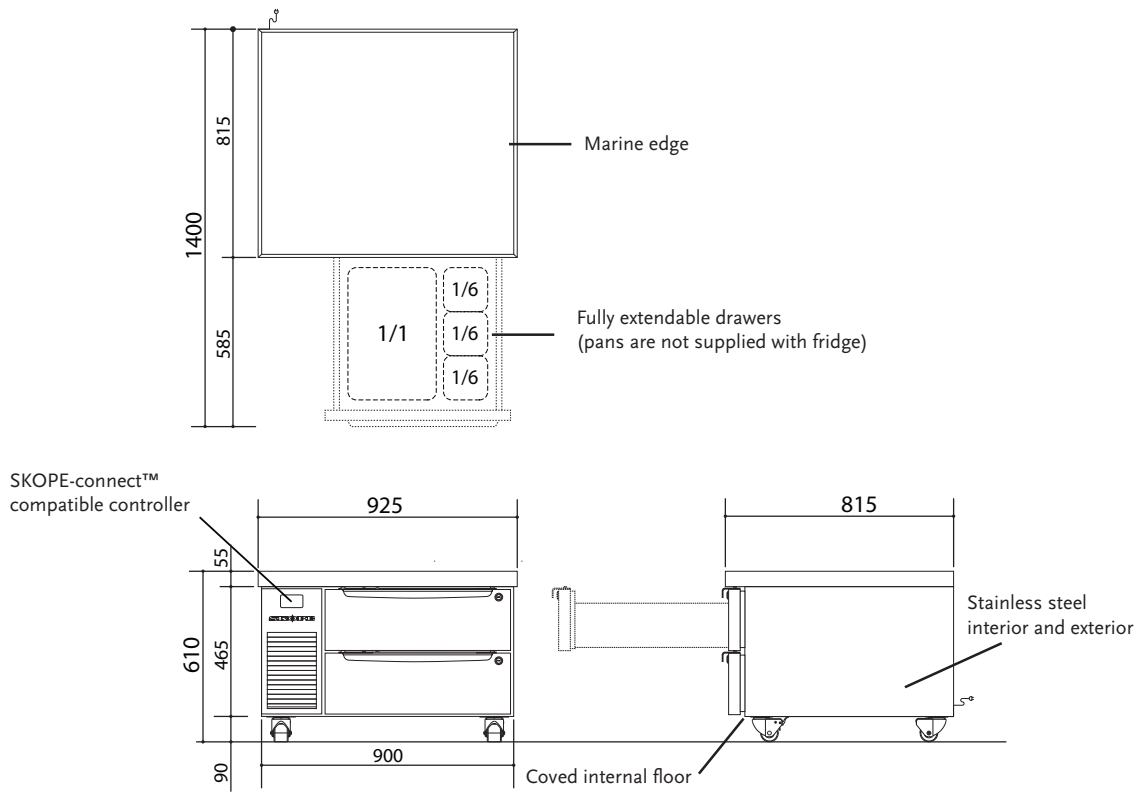 815
1400
585
Marine edge
1/1
1/6
1/6
1/6
Fully extendable drawers
(pans are not supplied with fridge)
SKOPE-connect™
compatible controller
925
815
55
610
465
90
SKOPE
900
Stainless steel
interior and exterior
Coved internal floor